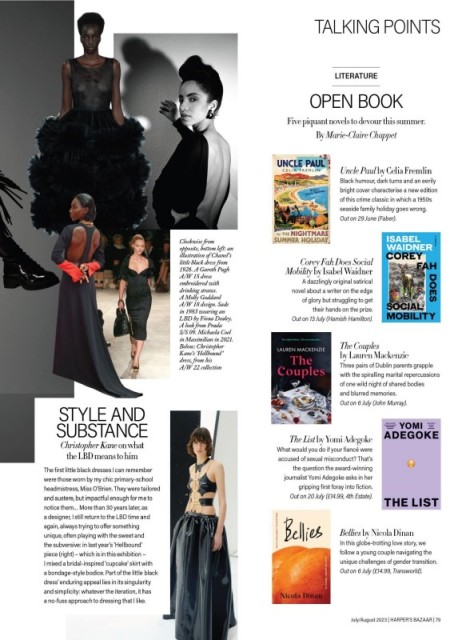 TALKING POINTS
LITERATURE
OPEN BOOK
Five piquant novels to devour this summer.
By Marie-Claire Chappet
UNCLE PAUL
CELIA FREMLIN
THE NIGHTMARE
SUMMER HOLIDAY
Uncle Paul by Celia Fremlin
Black humour, dark turns and an eerily
bright cover characterise a new edition
of this crime classic in which a 1950s
seaside family holiday goes wrong.
Out on 29 June (Faber).
Corey Fah Does Social
Mobility by Isabel Waidner
A dazzlingly original satirical
novel about a writer on the edge
of glory but struggling to get
their hands on the prize.
Out on 13 July (Hamish Hamilton).
ISABEL
WAIDNER
COREY
FAH
DOES
SOCIAL
MOBILITY
LAUREN MACKENZIE
The
Couples
The Couples
by Lauren Mackenzie
Three pairs of Dublin parents grapple
with the spiralling marital repercussions
of one wild night of shared bodies
and blurred memories.
Out on 6 July (John Murray).
The List by Yomi Adegoke
What would you do if your fiancé were
accused of sexual misconduct? That's
the question the award-winning
journalist Yomi Adegoke asks in her
gripping first foray into fiction.
Out on 20 July (£14.99, 4th Estate).
YOMI
ADEGOKE
THE LIST
Bellies
Nicola Dinan
Bellies by Nicola Dinan
In this globe-trotting love story, we
follow a young couple navigating the
unique challenges of gender transition.
Out on 6 July (£14.99, Transworld).
Clockwise from
opposite, bottom left: an
illustration of Chanel's
little black dress from
1926. A Gareth Pugh
A/W 15 dress
embroidered with
drinking straws.
A Molly Goddard
A/W 18 design. Sade
in 1983 wearing an
LBD by Fiona Dealey.
A look from Prada
S/S 09. Michaela Coel
in Maximilian in 2021.
Below: Christopher
Kane's 'Hellbound'
dress, from his
A/W 22 collection
STYLE AND
SUBSTANCE
Christopher Kane on what
the LBD means to him
The first little black dresses I can remember
were those worn by my chic primary-school
headmistress, Miss O'Brien. They were tailored
and austere, but impactful enough for me to
notice them... More than 30 years later, as
a designer, I still return to the LBD time and
again, always trying to offer something
unique, often playing with the sweet and
the subversive: in last year's 'Hellbound'
piece (right) – which is in this exhibition –
I mixed a bridal-inspired 'cupcake' skirt with
a bondage-style bodice. Part of the little black
dress' enduring appeal lies in its singularity
and simplicity: whatever the iteration, it has
a no-fuss approach to dressing that I like.
July/August 2023 | HARPER'S BAZAAR | 79